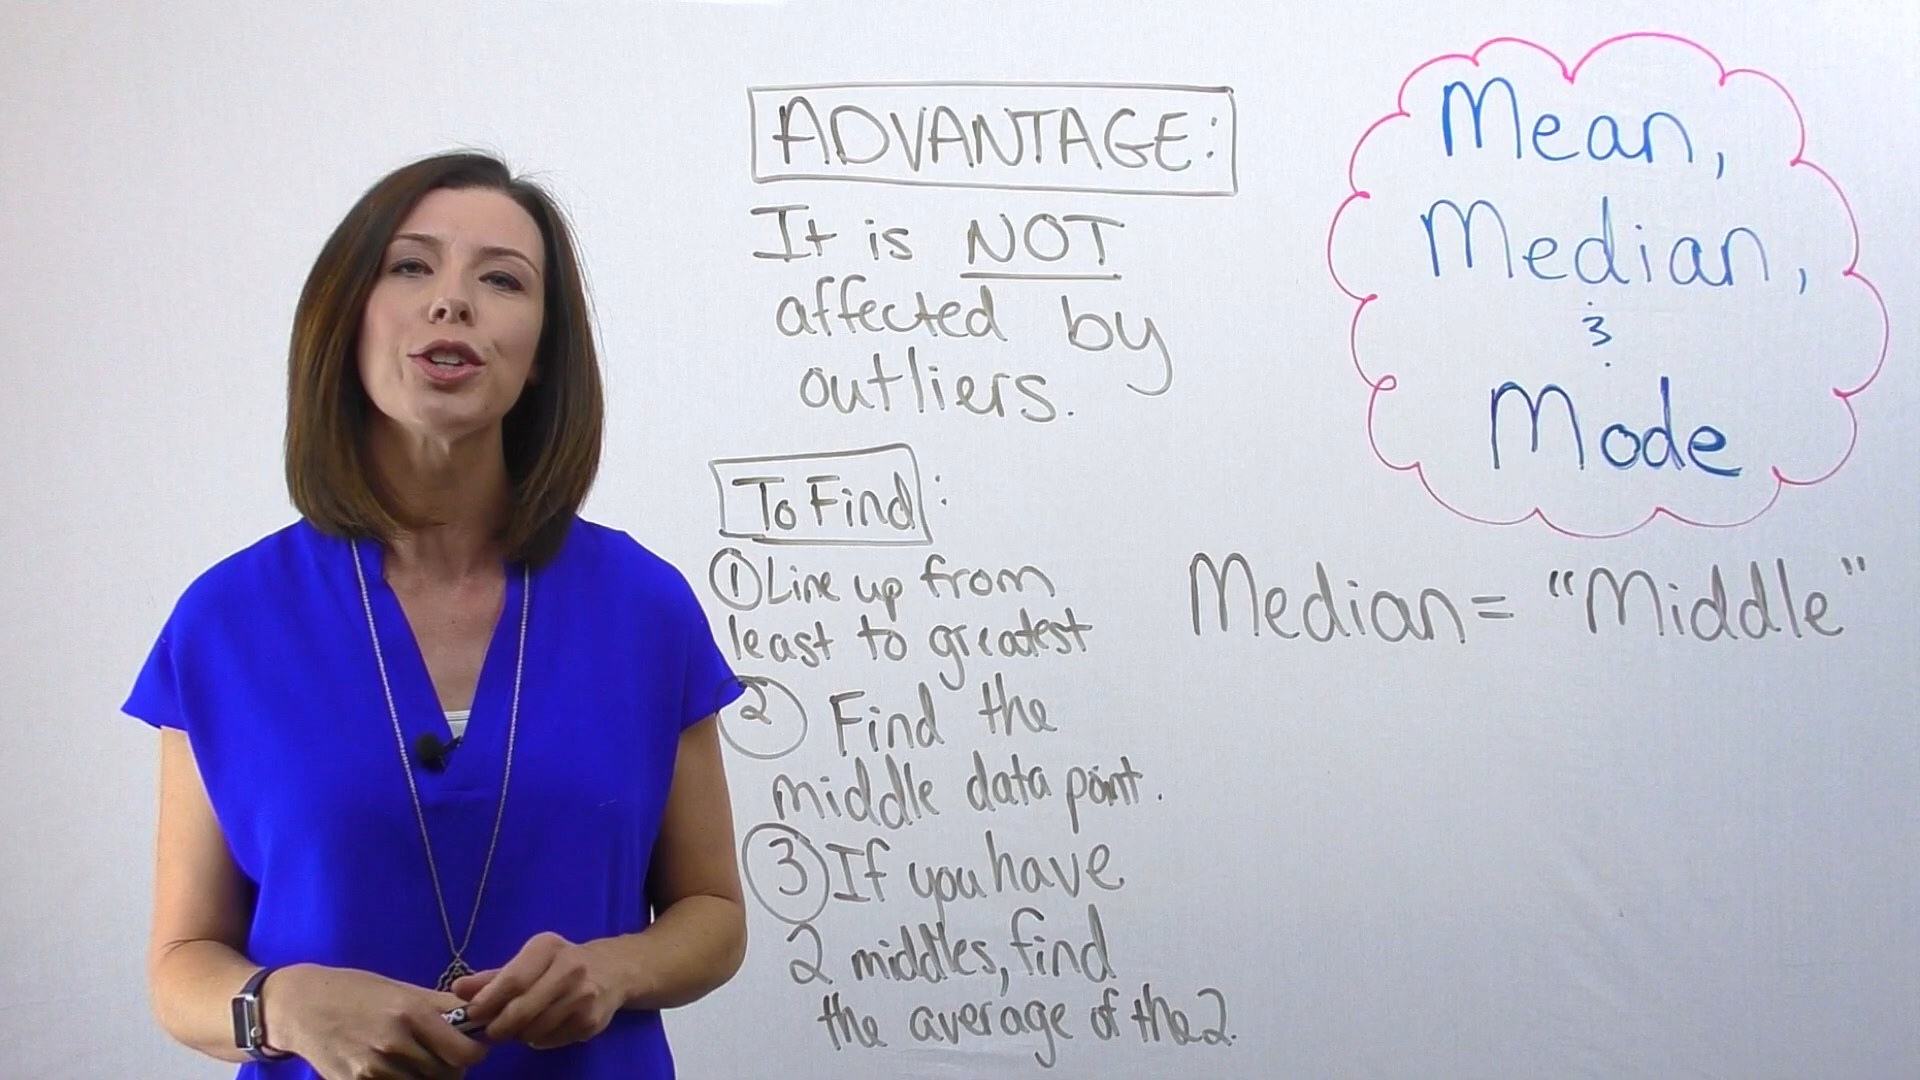 ADVANTAGE:
It is NOT
affected by
outliers.
To Find:
① Line up from
least to greatest
② Find the
middle data point.
③ If you have
2 middles, find
the average of the 2.
Mean,
Median,
&
Mode
Median = "Middle"